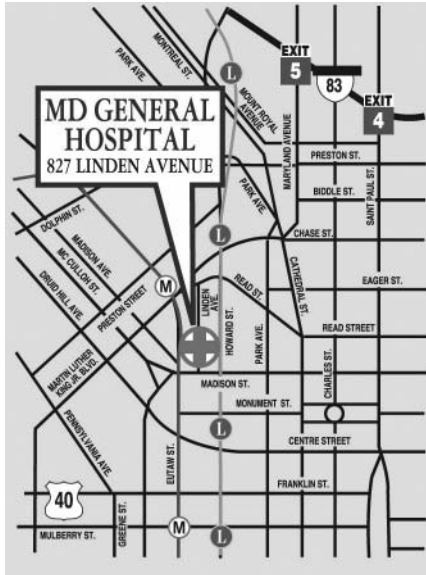 PARK AVE.
MONTREAL ST.
L
EXIT
5
83
EXIT
4
MD GENERAL
HOSPITAL
827 LINDEN AVENUE
MOUNT ROYAL
AVENUE
MARYLAND AVENUE
PRESTON ST.
BIDDLE ST.
SAINT PAUL ST.
PARK AVE.
DOLPHIN ST.
L
CHASE ST.
MADISON AVE.
MC CULLOH ST.
DRUID HILL AVE.
PRESTON STREET
M
LINDEN
AVE.
READ ST.
CATHEDRAL ST.
EAGER ST.
HOWARD ST.
PARK AVE.
READ STREET
CHARLES ST.
MARTIN LUTHER
KING JR. BLVD.
MADISON ST.
MONUMENT ST.
PENNSYLVANIA AVE.
L
CENTRE STREET
EUTAW ST.
FRANKLIN ST.
40
GREENE ST.
MULBERRY ST.
M
L